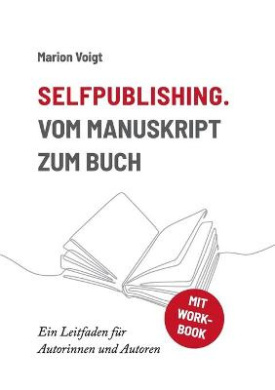 Marion Voigt
SELFPUBLISHING.
VOM MANUSKRIPT
ZUM BUCH
MIT
WORK-
BOOK
Ein Leitfaden für
Autorinnen und Autoren